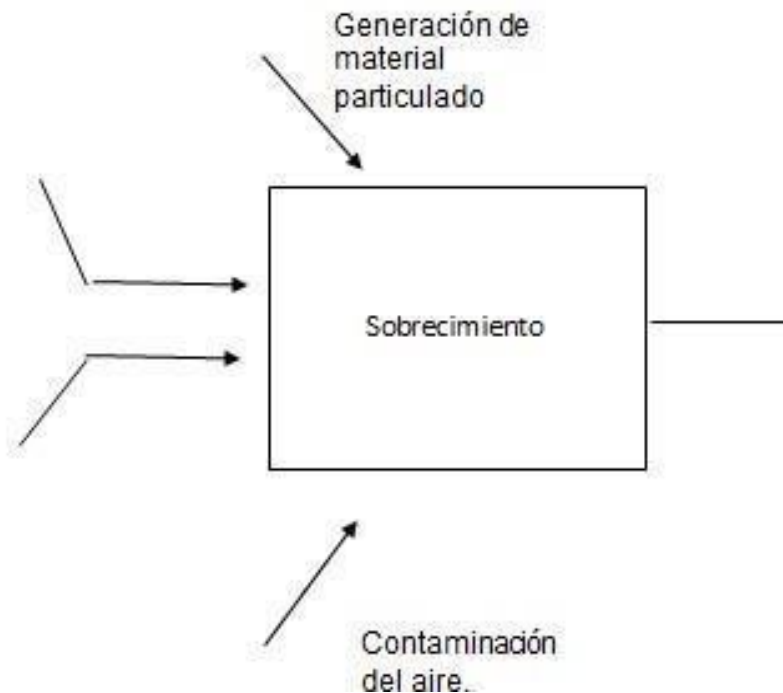 Generación de
material
particulado
Sobrecimiento
Contaminación
del aire.